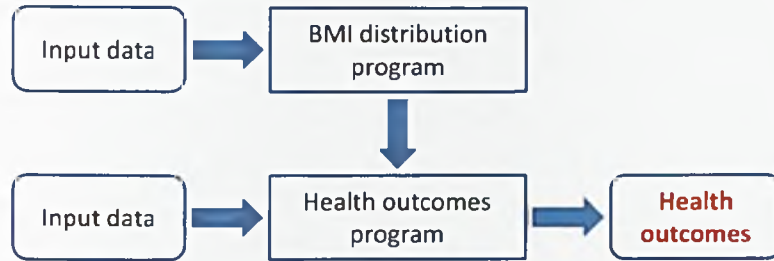 Input data
BMI distribution
program
Input data
Health outcomes
program
Health
outcomes